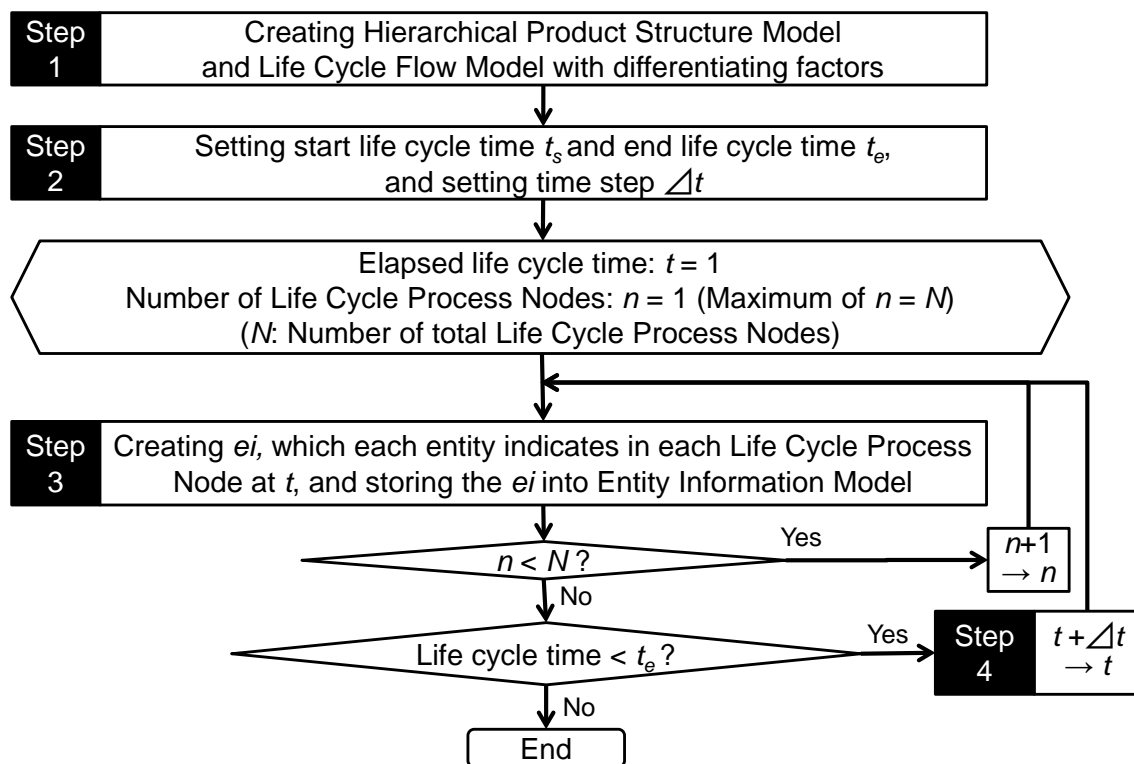 Step
1
Creating Hierarchical Product Structure Model
and Life Cycle Flow Model with differentiating factors
Step
2
Setting start life cycle time ts and end life cycle time te,
and setting time step ⊿t
Elapsed life cycle time: t = 1
Number of Life Cycle Process Nodes: n = 1 (Maximum of n = N)
(N: Number of total Life Cycle Process Nodes)
Step
3
Creating ei, which each entity indicates in each Life Cycle Process
Node at t, and storing the ei into Entity Information Model
n < N ?
Yes
n+1
→ n
No
Life cycle time < te ?
Yes
Step
4
t + ⊿t
→ t
No
End